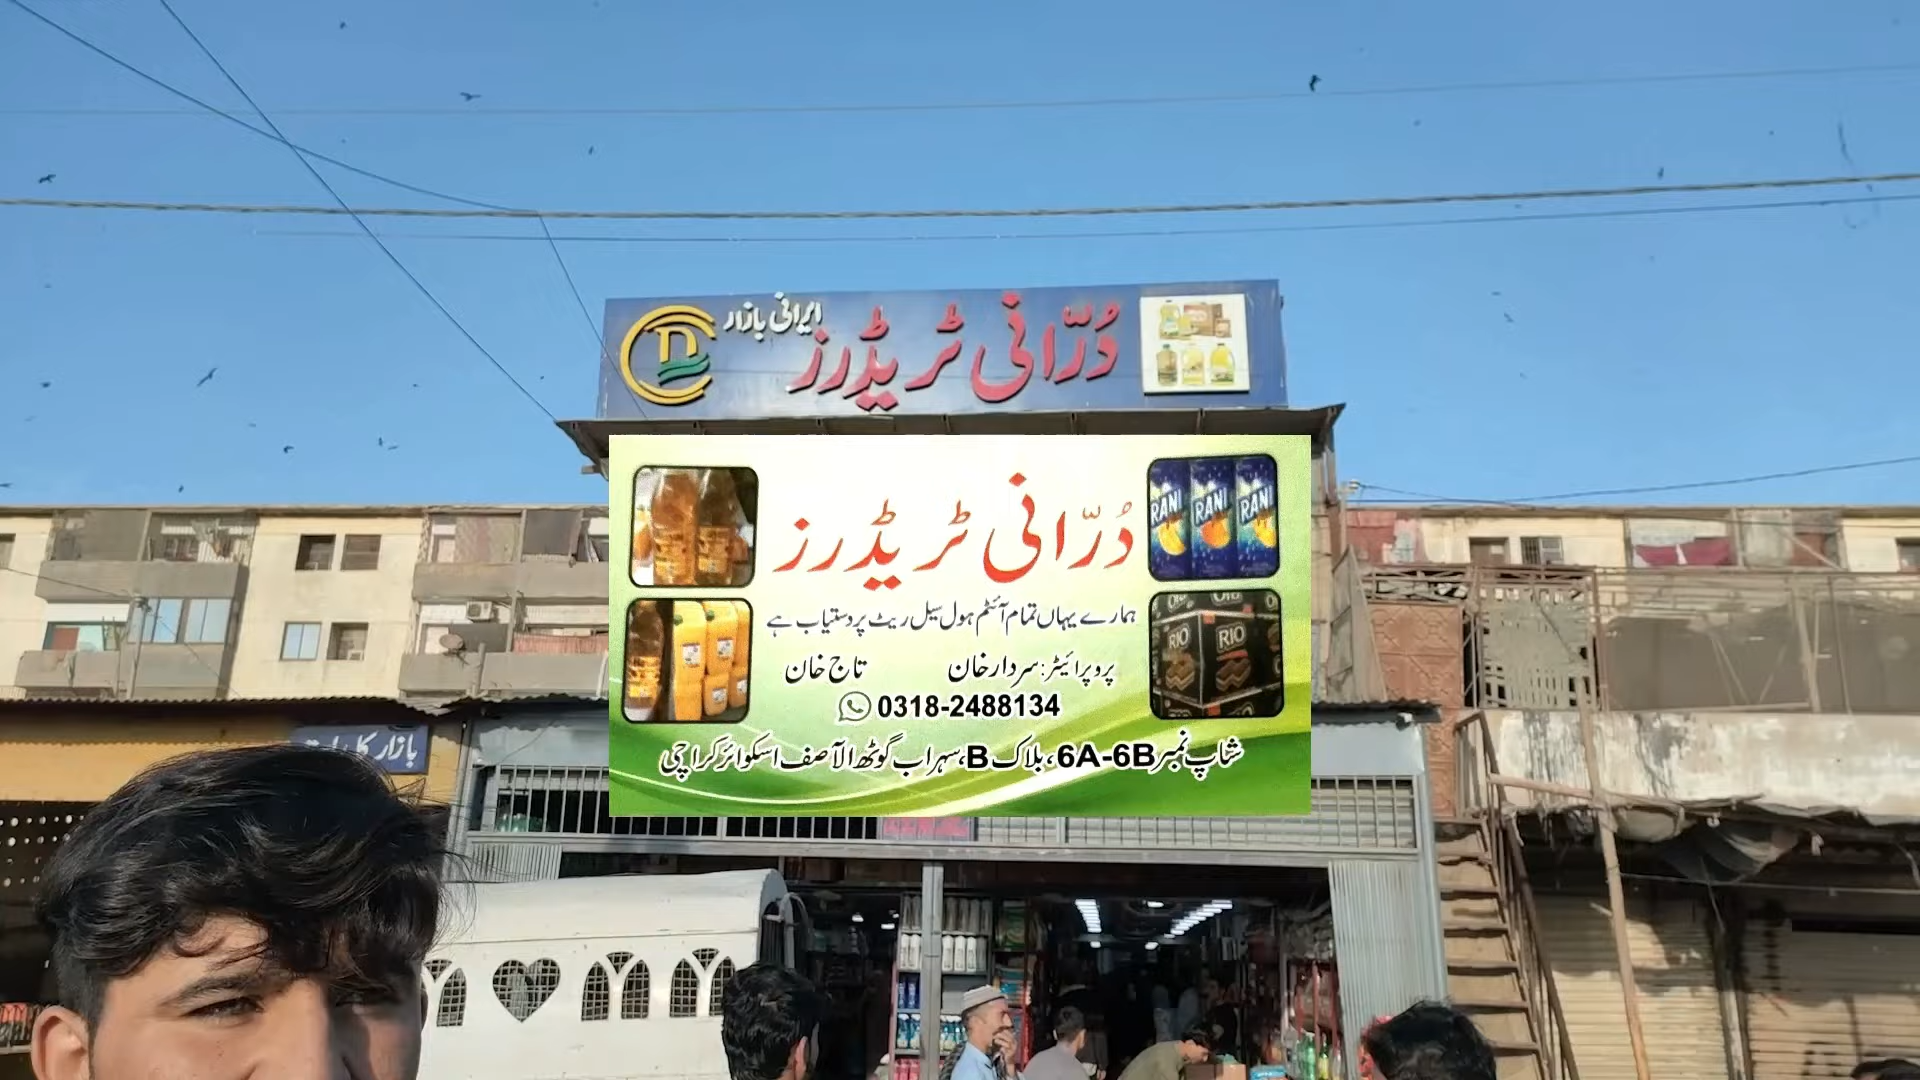 ایرانی بازار
دُرّانی ٹریڈرز
دُرّانی ٹریڈرز
RANI RANI RANI
ہمارے یہاں تمام آئٹم ہول سیل ریٹ پر دستیاب ہے
RIO RIO
پروپرائیٹر: سردار خان تاج خان
0318-2488134
شاپ نمبر 6A-6B، بلاک B، سہراب گوٹھ الآصف اسکوائر کراچی
بازار